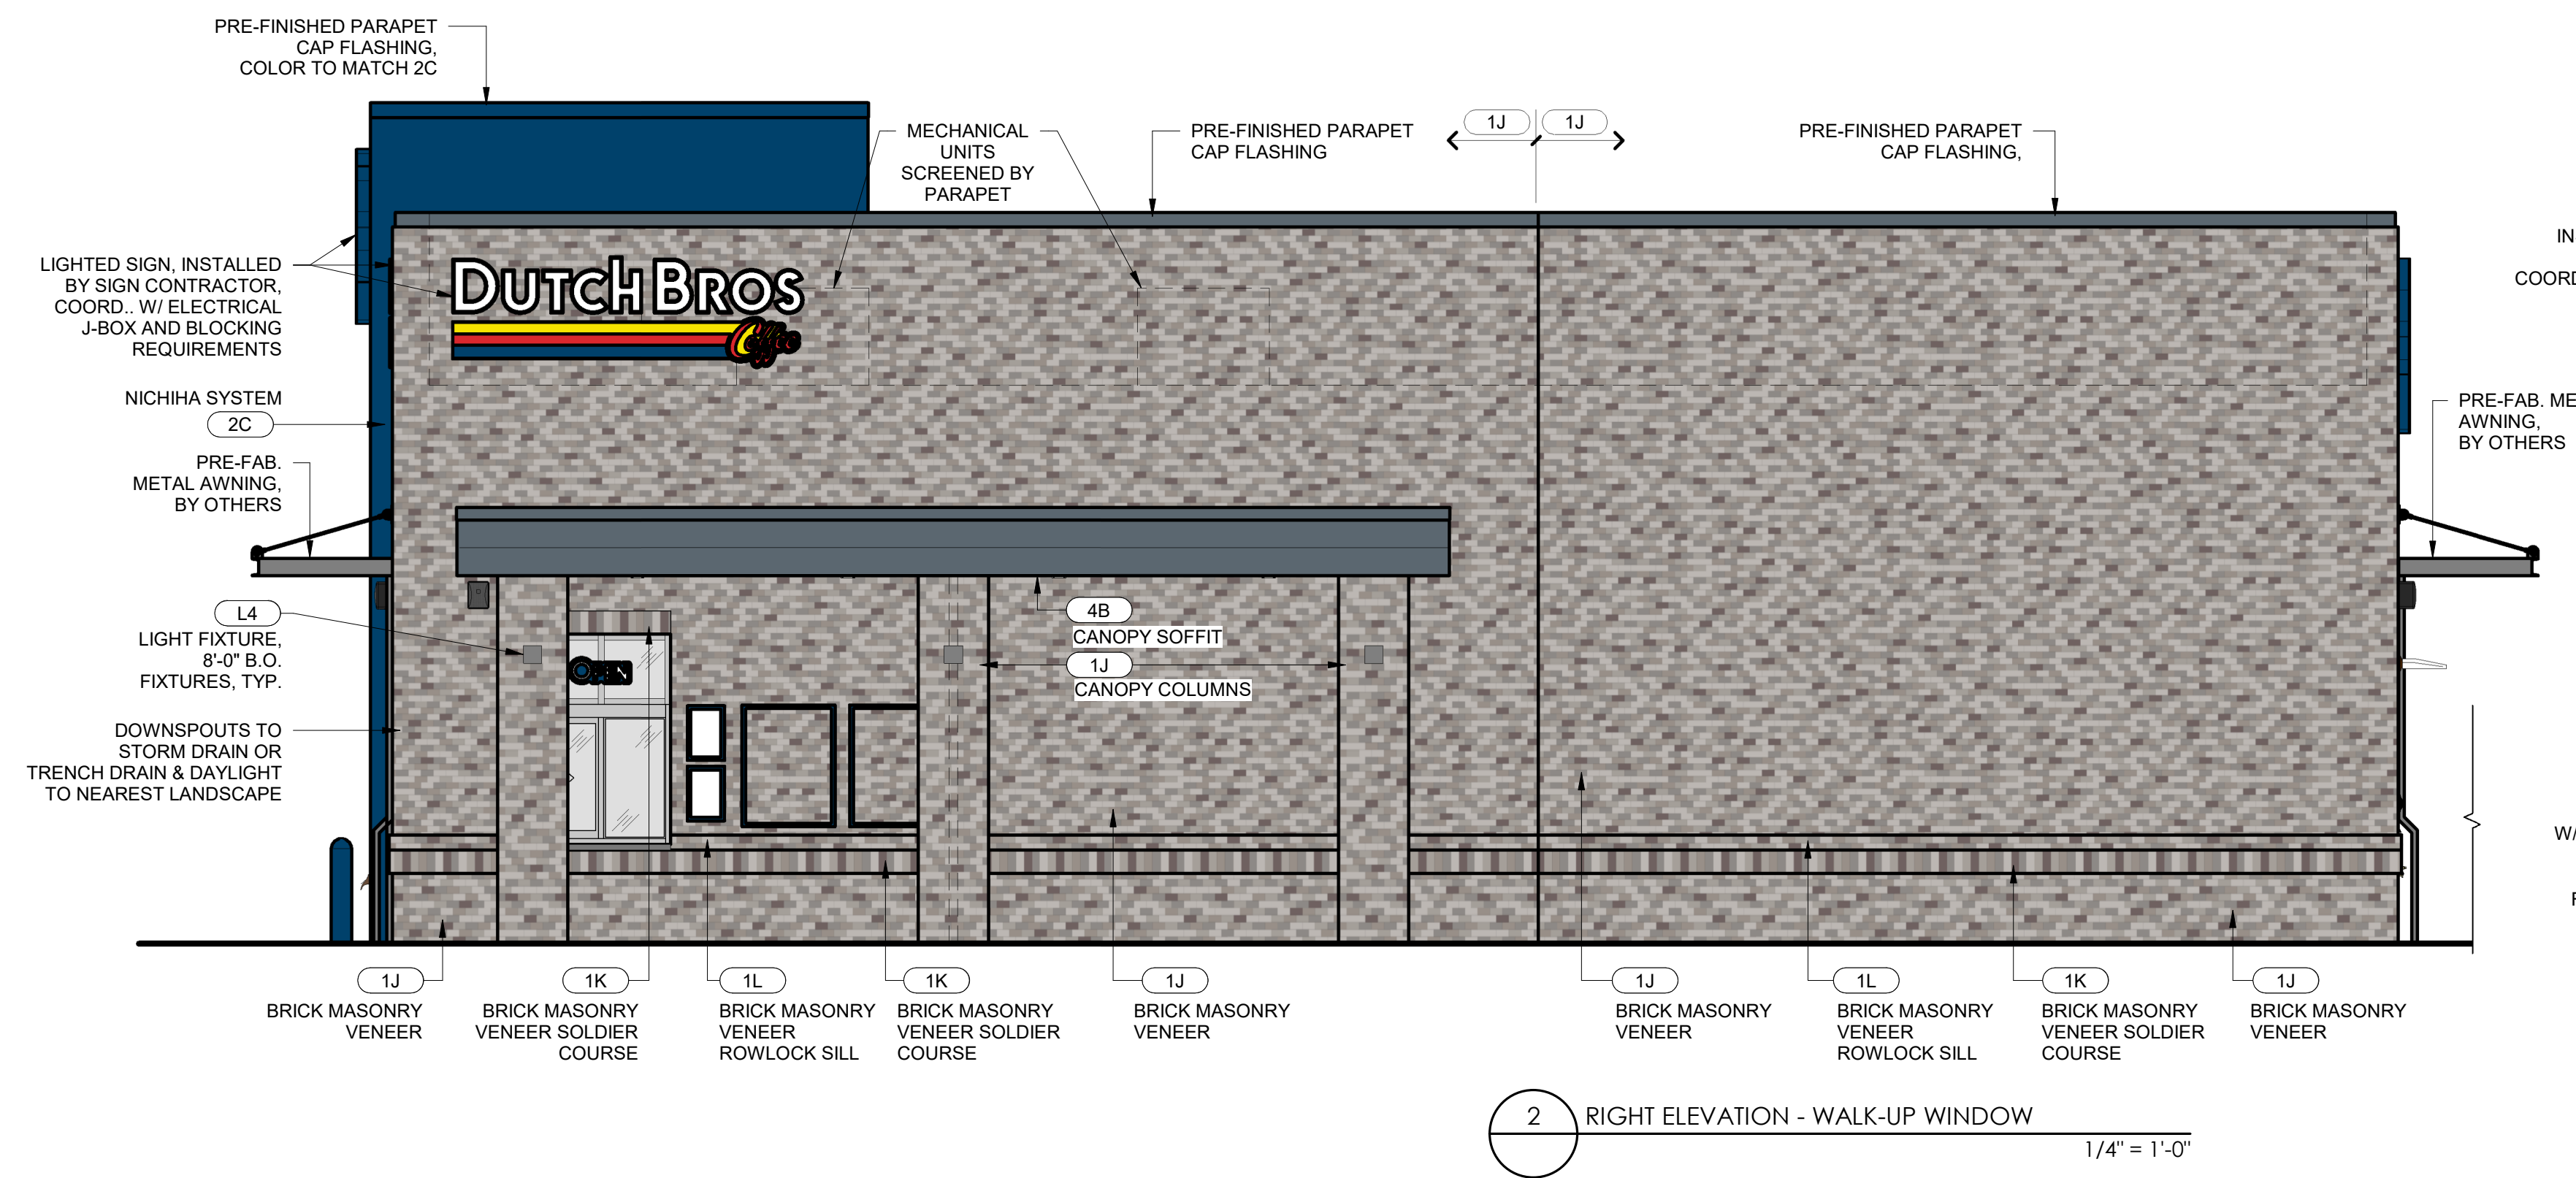 PRE-FINISHED PARAPET
CAP FLASHING,
COLOR TO MATCH 2C
MECHANICAL
UNITS
SCREENED BY
PARAPET
PRE-FINISHED PARAPET
CAP FLASHING
1J
1J
PRE-FINISHED PARAPET
CAP FLASHING,
LIGHTED SIGN, INSTALLED
BY SIGN CONTRACTOR,
COORD.. W/ ELECTRICAL
J-BOX AND BLOCKING
REQUIREMENTS
DUTCH BROS
IN
COORD
NICHIHA SYSTEM
2C
PRE-FAB.
METAL AWNING,
BY OTHERS
PRE-FAB. ME
AWNING,
BY OTHERS
L4
LIGHT FIXTURE,
8'-0" B.O.
FIXTURES, TYP.
OPEN
4B
CANOPY SOFFIT
1J
CANOPY COLUMNS
DOWNSPOUTS TO
STORM DRAIN OR
TRENCH DRAIN & DAYLIGHT
TO NEAREST LANDSCAPE
W/
1J
BRICK MASONRY
VENEER
1K
BRICK MASONRY
VENEER SOLDIER
COURSE
1L
BRICK MASONRY
VENEER
ROWLOCK SILL
1K
BRICK MASONRY
VENEER SOLDIER
COURSE
1J
BRICK MASONRY
VENEER
1J
BRICK MASONRY
VENEER
1L
BRICK MASONRY
VENEER
ROWLOCK SILL
1K
BRICK MASONRY
VENEER SOLDIER
COURSE
1J
BRICK MASONRY
VENEER
2
RIGHT ELEVATION - WALK-UP WINDOW
1/4" = 1'-0"